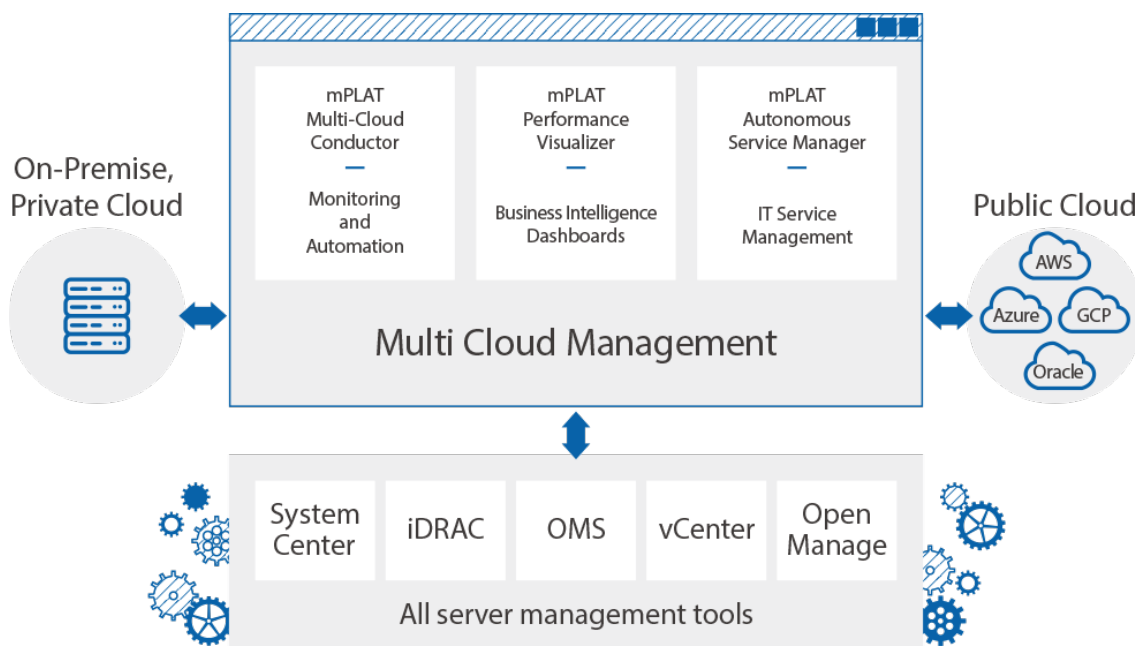 mPLAT
Multi-Cloud
Conductor
Monitoring
and
Automation
mPLAT
Performance
Visualizer
Business Intelligence
Dashboards
mPLAT
Autonomous
Service Manager
IT Service
Management
On-Premise,
Private Cloud
Multi Cloud Management
Public Cloud
AWS
Azure
GCP
Oracle
System
Center
iDRAC
OMS
vCenter
Open
Manage
All server management tools